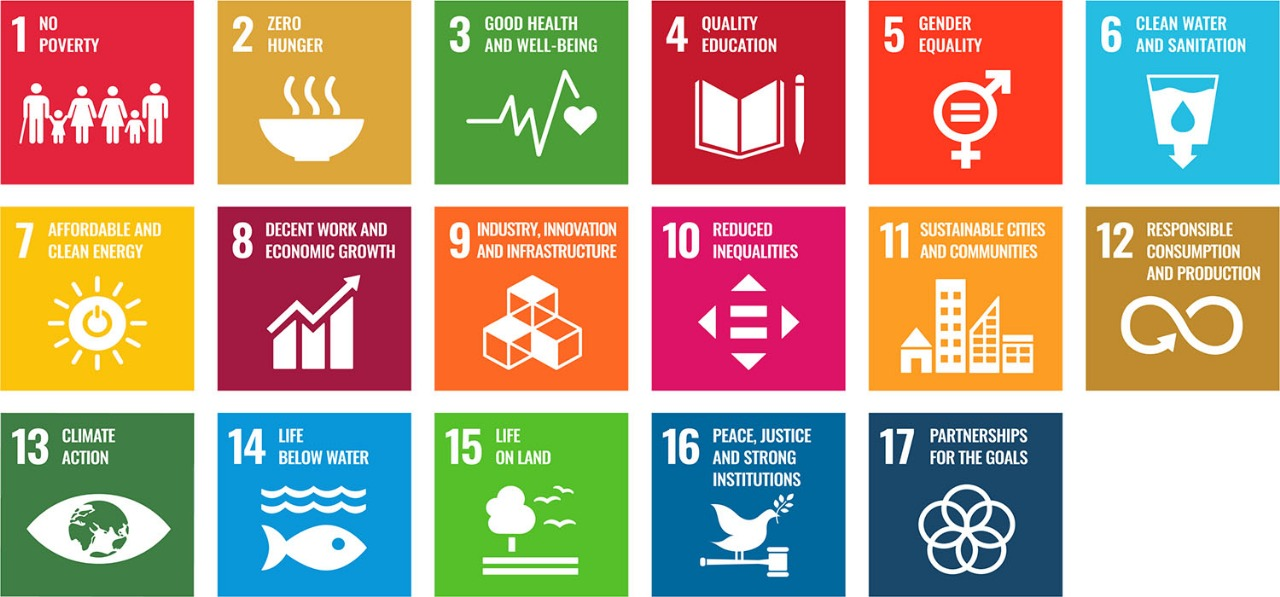 1 NO
POVERTY
2 ZERO
HUNGER
3 GOOD HEALTH
AND WELL-BEING
4 QUALITY
EDUCATION
5 GENDER
EQUALITY
6 CLEAN WATER
AND SANITATION
7 AFFORDABLE AND
CLEAN ENERGY
8 DECENT WORK AND
ECONOMIC GROWTH
9 INDUSTRY, INNOVATION
AND INFRASTRUCTURE
10 REDUCED
INEQUALITIES
11 SUSTAINABLE CITIES
AND COMMUNITIES
12 RESPONSIBLE
CONSUMPTION
AND PRODUCTION
13 CLIMATE
ACTION
14 LIFE
BELOW WATER
15 LIFE
ON LAND
16 PEACE, JUSTICE
AND STRONG
INSTITUTIONS
17 PARTNERSHIPS
FOR THE GOALS